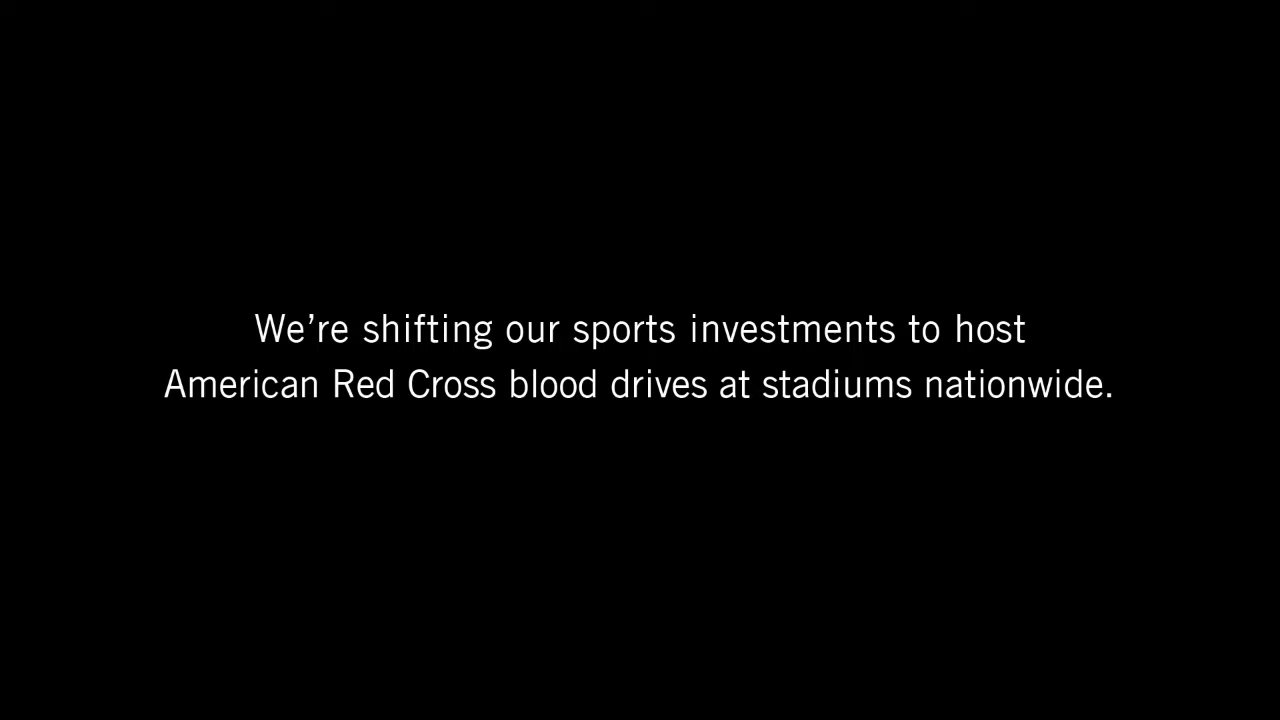 We’re shifting our sports investments to host
American Red Cross blood drives at stadiums nationwide.